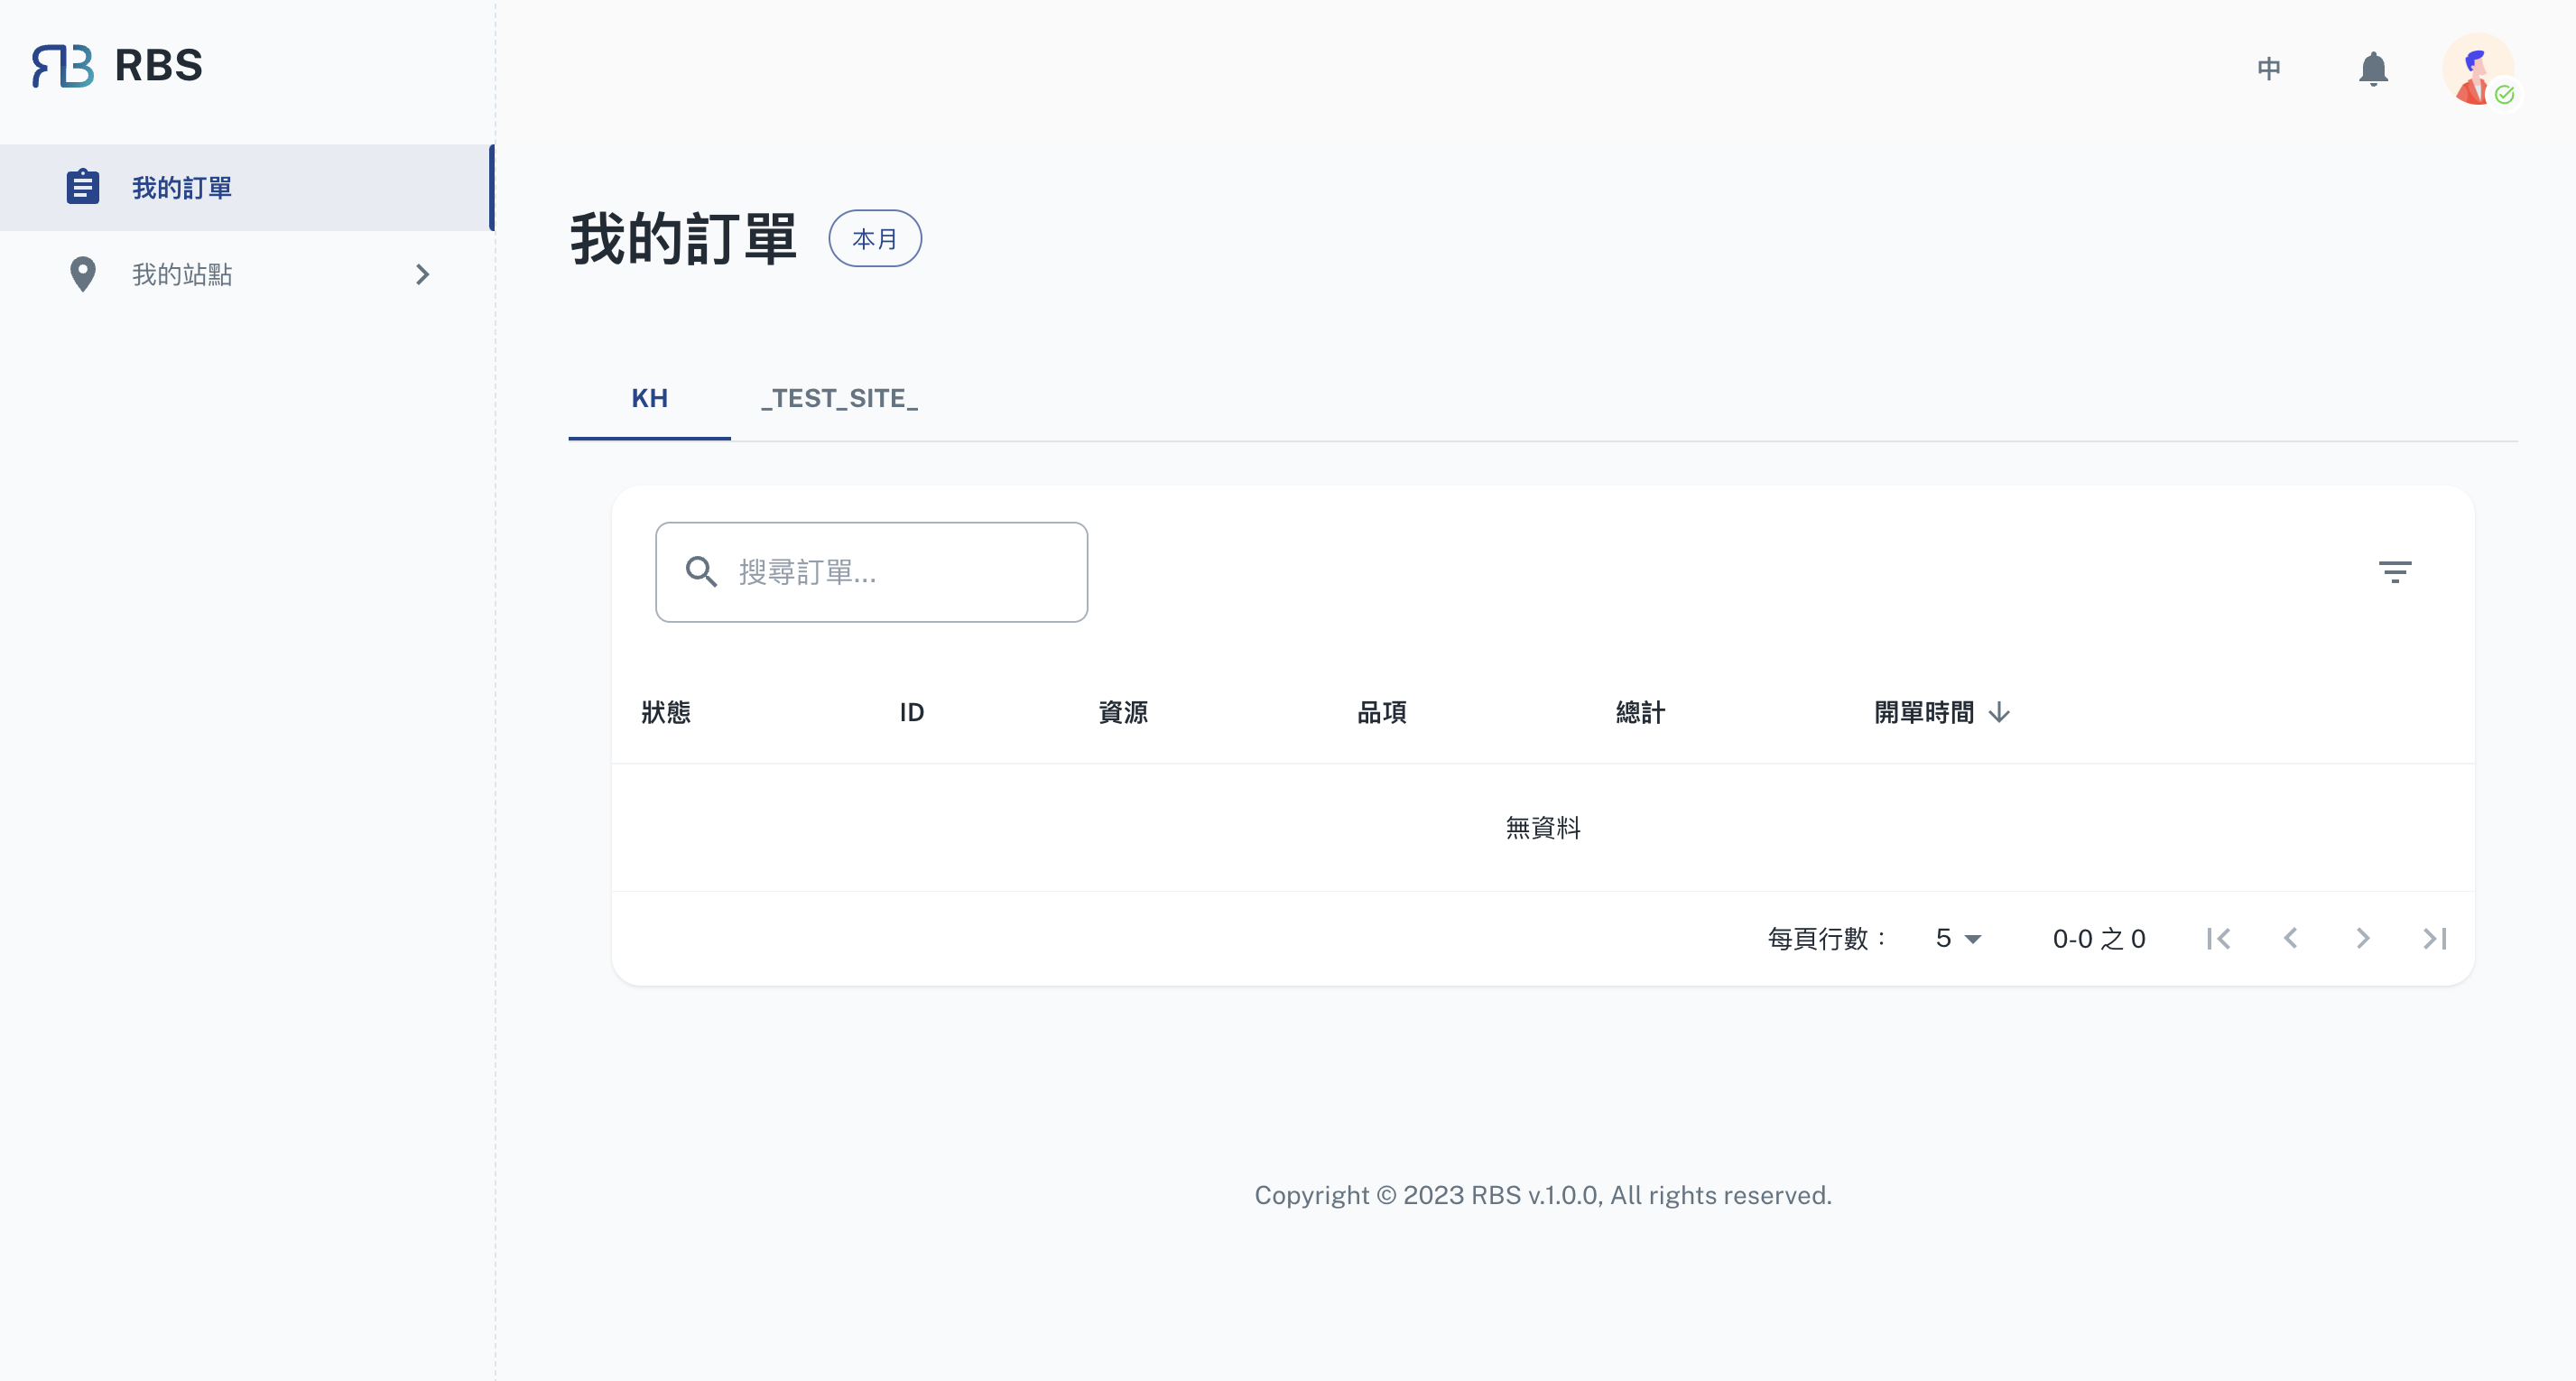 RBS
中
我的訂單
我的站點
我的訂單 本月
KH _TEST_SITE_
搜尋訂單...
狀態 ID 資源 品項 總計 開單時間
無資料
每頁行數： 5 0-0 之 0
Copyright © 2023 RBS v.1.0.0, All rights reserved.